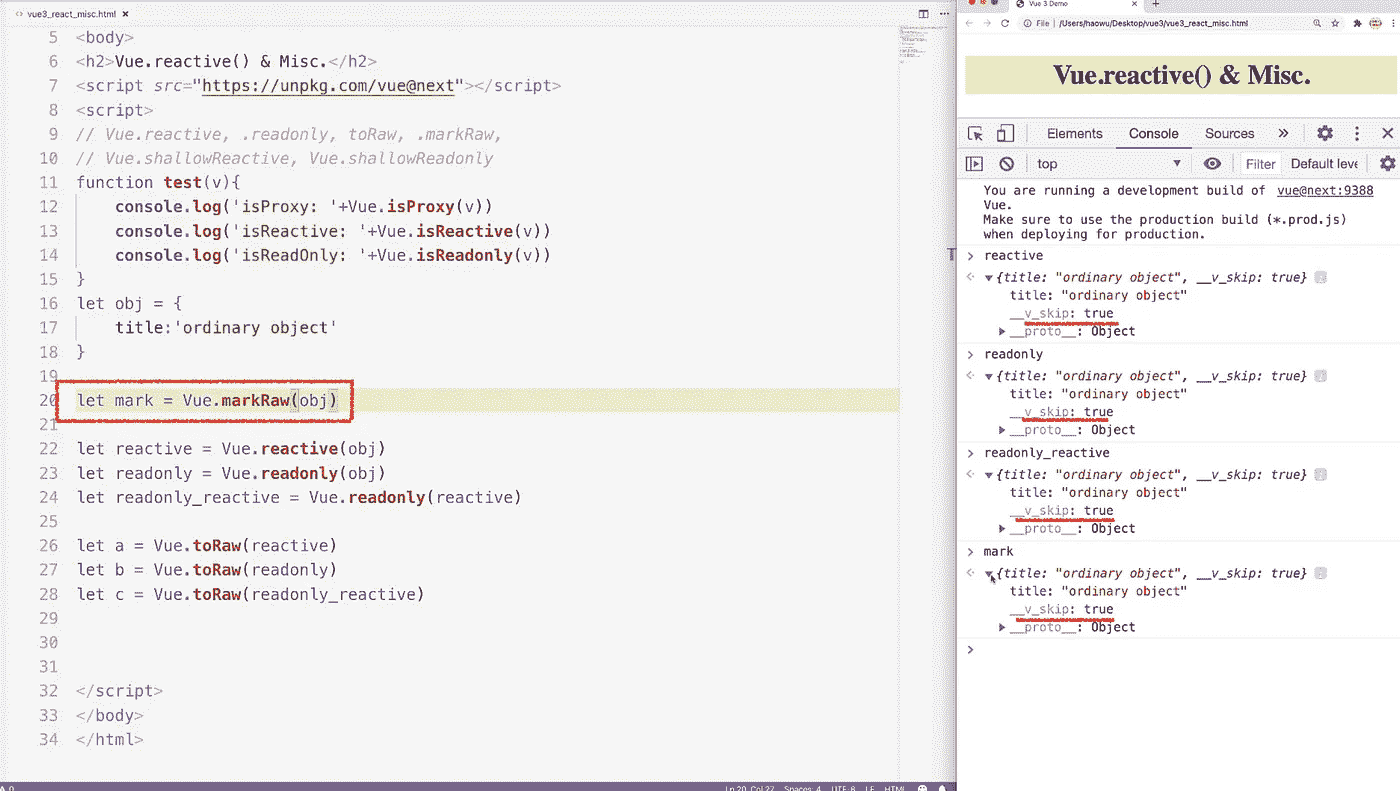 vue3_react_misc.html
5 <body>
6 <h2>Vue.reactive() & Misc.</h2>
7 <script src="https://unpkg.com/vue@next"></script>
8 <script>
9 // Vue.reactive, .readonly, toRaw, .markRaw,
10 // Vue.shallowReactive, Vue.shallowReadonly
11 function test(v){
12 console.log('isProxy: '+Vue.isProxy(v))
13 console.log('isReactive: '+Vue.isReactive(v))
14 console.log('isReadOnly: '+Vue.isReadonly(v))
15 }
16 let obj = {
17 title:'ordinary object'
18 }
19
20 let mark = Vue.markRaw(obj)
21
22 let reactive = Vue.reactive(obj)
23 let readonly = Vue.readonly(obj)
24 let readonly_reactive = Vue.readonly(reactive)
25
26 let a = Vue.toRaw(reactive)
27 let b = Vue.toRaw(readonly)
28 let c = Vue.toRaw(readonly_reactive)
29
30
31
32 </script>
33 </body>
34 </html>
Ln 20, Col 27 Spaces: 4 UTF-8 LF HTML
Vue 3 Demo
File /Users/haowu/Desktop/vue3/vue3_react_misc.html
Vue.reactive() & Misc.
Elements Console Sources
top Filter Default leve
You are running a development build of vue@next:9388
Vue.
Make sure to use the production build (*.prod.js)
when deploying for production.
reactive
{title: "ordinary object", __v_skip: true}
title: "ordinary object"
__v_skip: true
__proto__: Object
readonly
{title: "ordinary object", __v_skip: true}
title: "ordinary object"
__v_skip: true
__proto__: Object
readonly_reactive
{title: "ordinary object", __v_skip: true}
title: "ordinary object"
__v_skip: true
__proto__: Object
mark
{title: "ordinary object", __v_skip: true}
title: "ordinary object"
__v_skip: true
__proto__: Object